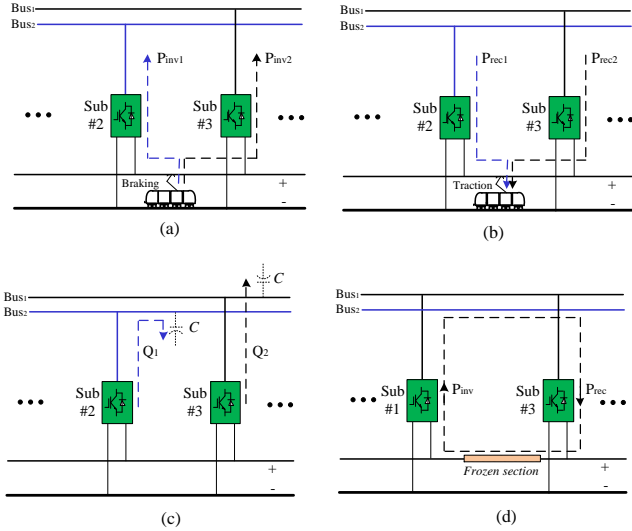 Bus1
Bus2
Pinv1
Pinv2
Sub
#2
Sub
#3
•••
•••
Braking
+
-
(a)
Bus1
Bus2
Prec1
Prec2
Sub
#2
Sub
#3
•••
•••
Traction
+
-
(b)
C
Bus1
Bus2
C
Q1
Q2
Sub
#2
Sub
#3
•••
•••
+
-
(c)
Bus1
Bus2
Sub
#1
Pinv
Sub
#3
Prec
•••
•••
Frozen section
+
-
(d)